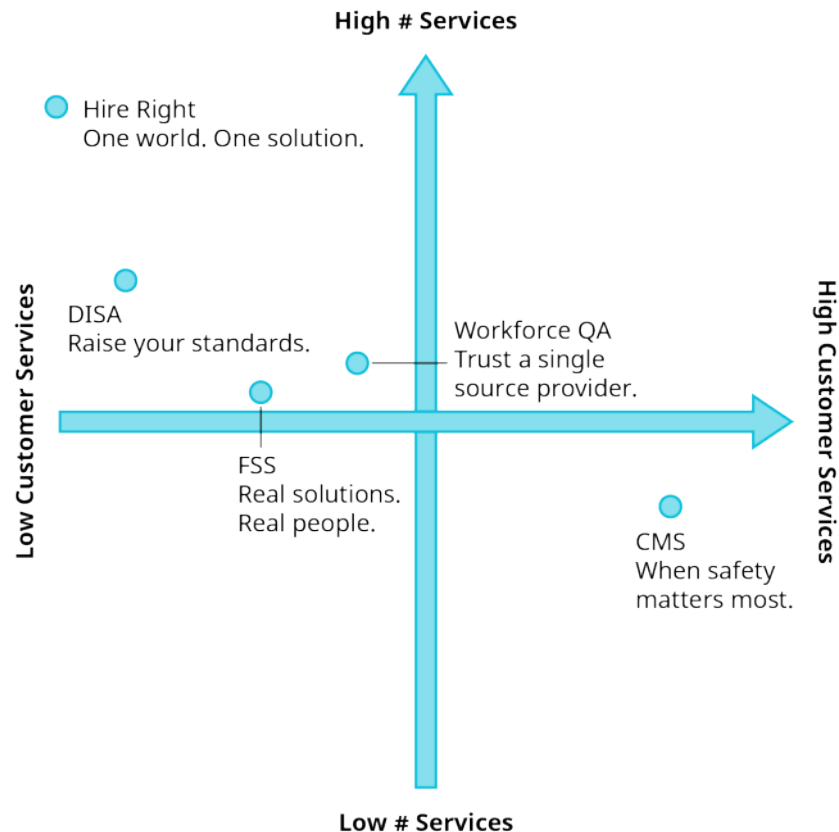 High # Services
Hire Right
One world. One solution.
DISA
Raise your standards.
Workforce QA
Trust a single
source provider.
Low Customer Services
High Customer Services
FSS
Real solutions.
Real people.
CMS
When safety
matters most.
Low # Services